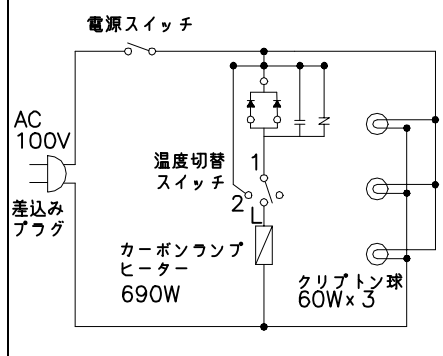 電源スイッチ
AC
100V
差込み
プラグ
温度切替
スイッチ
1
2
L
カーボンランプ
ヒーター
690W
クリプトン球
60W×3